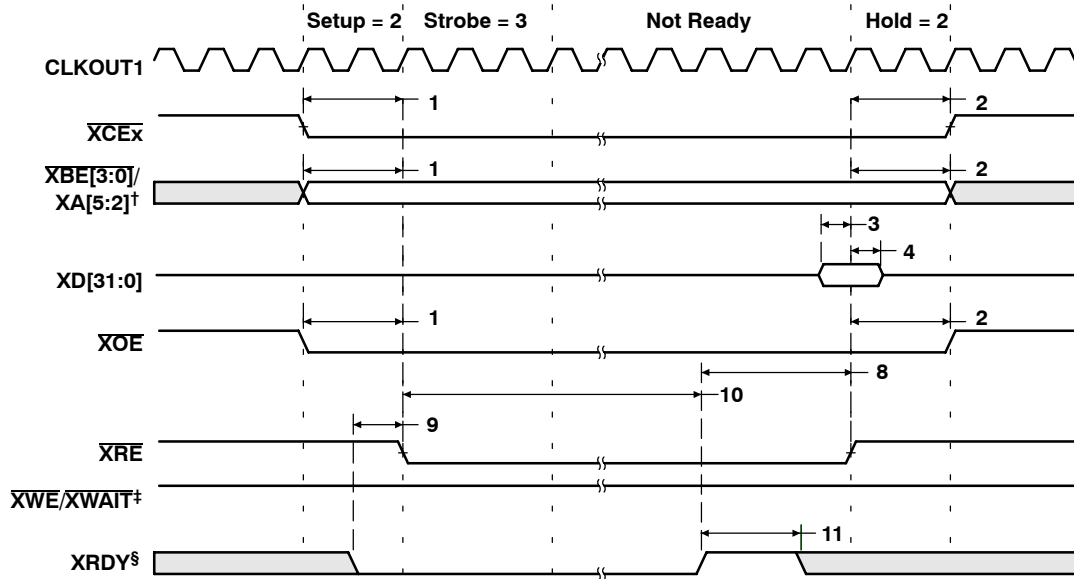 Setup = 2 Strobe = 3 Not Ready Hold = 2
CLKOUT1
1 2
XCEx
XBE[3:0]/
1 2
XA[5:2]†
3
4
XD[31:0]
1 2
XOE
8
10
9
XRE
XWE/XWAIT‡
11
XRDY§